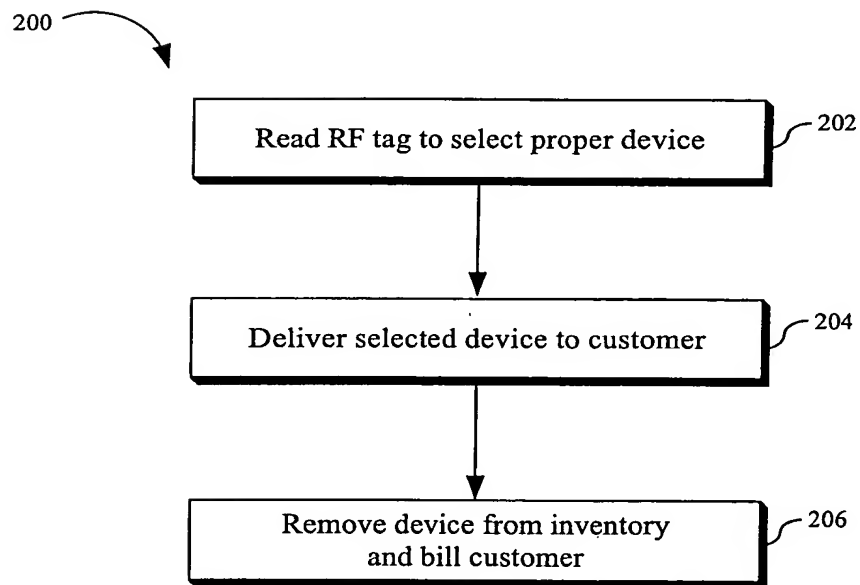 200
Read RF tag to select proper device
202
Deliver selected device to customer
204
Remove device from inventory
and bill customer
206